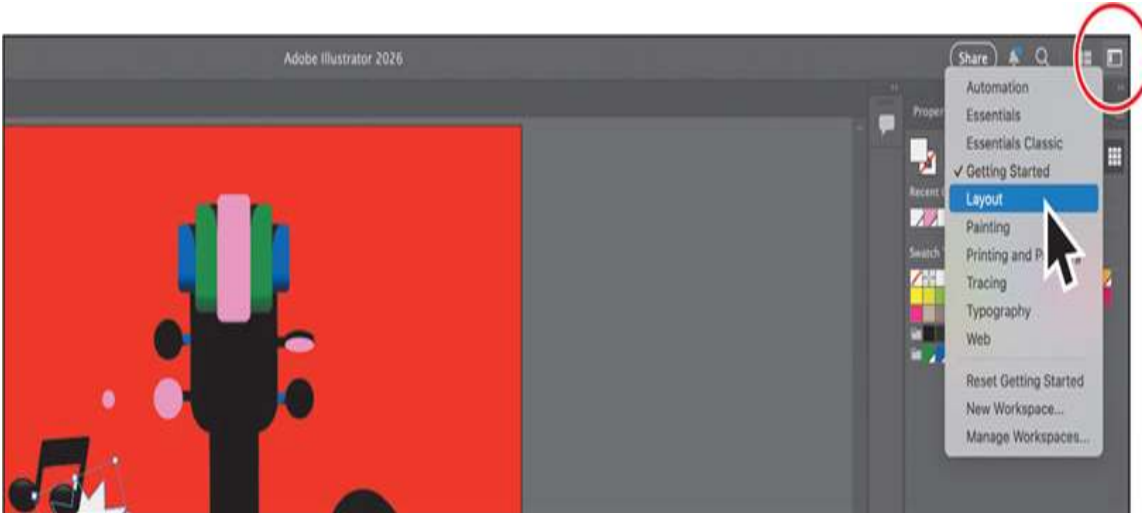 Adobe Illustrator 2026
Share
Automation
Proper
Essentials
Essentials Classic
Getting Started
Recent
Layout
Painting
Swatch
Printing and P
Tracing
Typography
Web
Reset Getting Started
New Workspace...
Manage Workspaces...